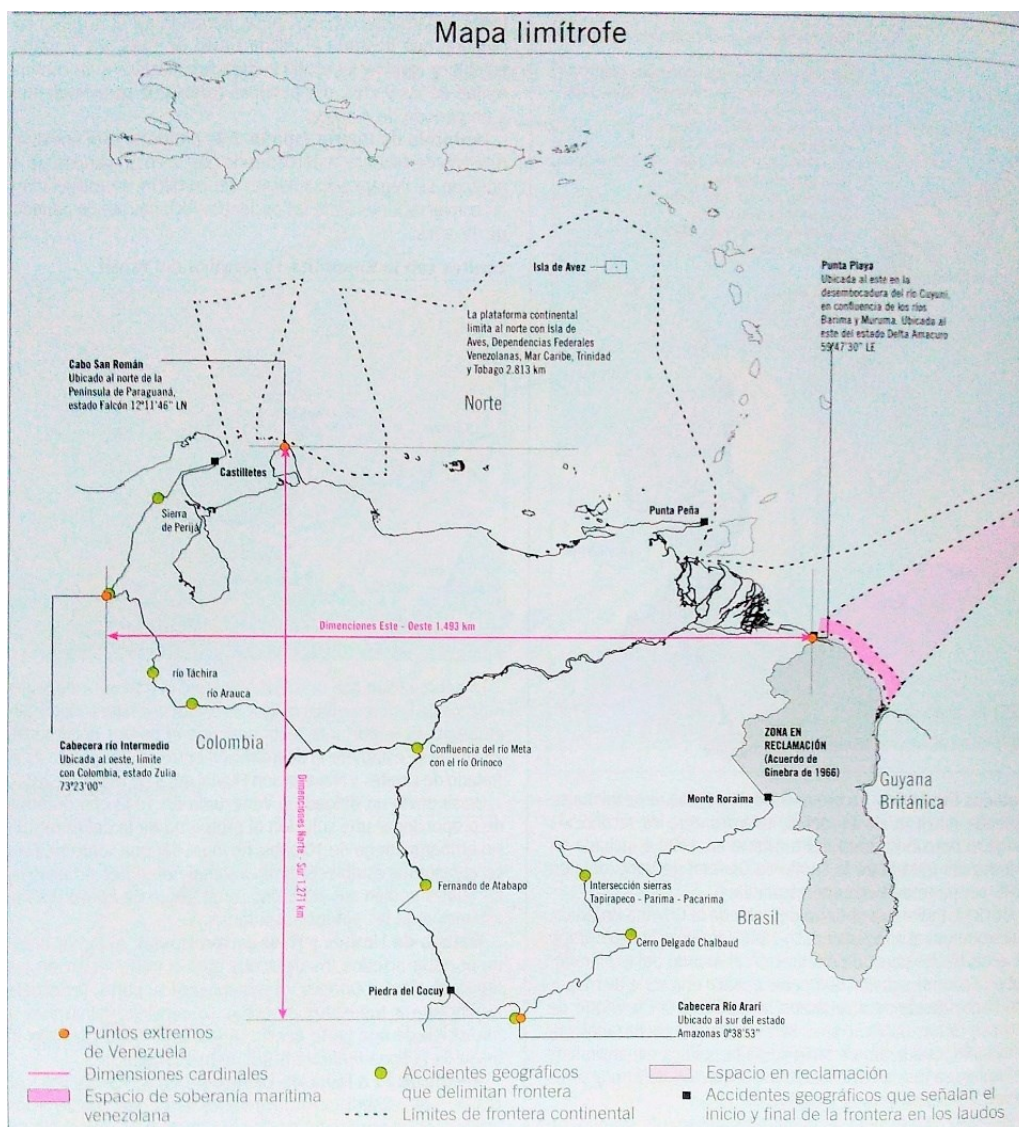 Mapa limítrofe
Isla de Avez
Punta Playa
Ubicada al este en la
desembocadura del río Cuyuni,
en confluencia de los ríos
Barima y Muruma. Ubicada al
este del estado Delta Amacuro
59°47'30" LE
La plataforma continental
limita al norte con Isla de
Aves, Dependencias Federales
Venezolanas, Mar Caribe, Trinidad
y Tobago 2.813 km
Norte
Cabo San Román
Ubicado al norte de la
Península de Paraguaná,
estado Falcón 12°11'46" LN
Castilletes
Sierra
de Perijá
Punta Peña
Dimenciones Este - Oeste 1.493 km
río Táchira
río Arauca
Cabecera río Intermedio
Ubicada al oeste, límite
con Colombia, estado Zulia
73°23'00"
Colombia
Dimenciones Norte - Sur 1.271 km
Confluencia del río Meta
con el río Orinoco
ZONA EN
RECLAMACIÓN
(Acuerdo de
Ginebra de 1966)
Guyana
Británica
Monte Roraima
Fernando de Atabapo
Intersección sierras
Tapirapeco - Parima - Pacarima
Brasil
Cerro Delgado Chalbaud
Piedra del Cocuy
Cabecera Río Ararí
Ubicado al sur del estado
Amazonas 0°38'53"
Puntos extremos
de Venezuela
Dimensiones cardinales
Espacio de soberanía marítima
venezolana
Accidentes geográficos
que delimitan frontera
Límites de frontera continental
Espacio en reclamación
Accidentes geográficos que señalan el
inicio y final de la frontera en los laudos